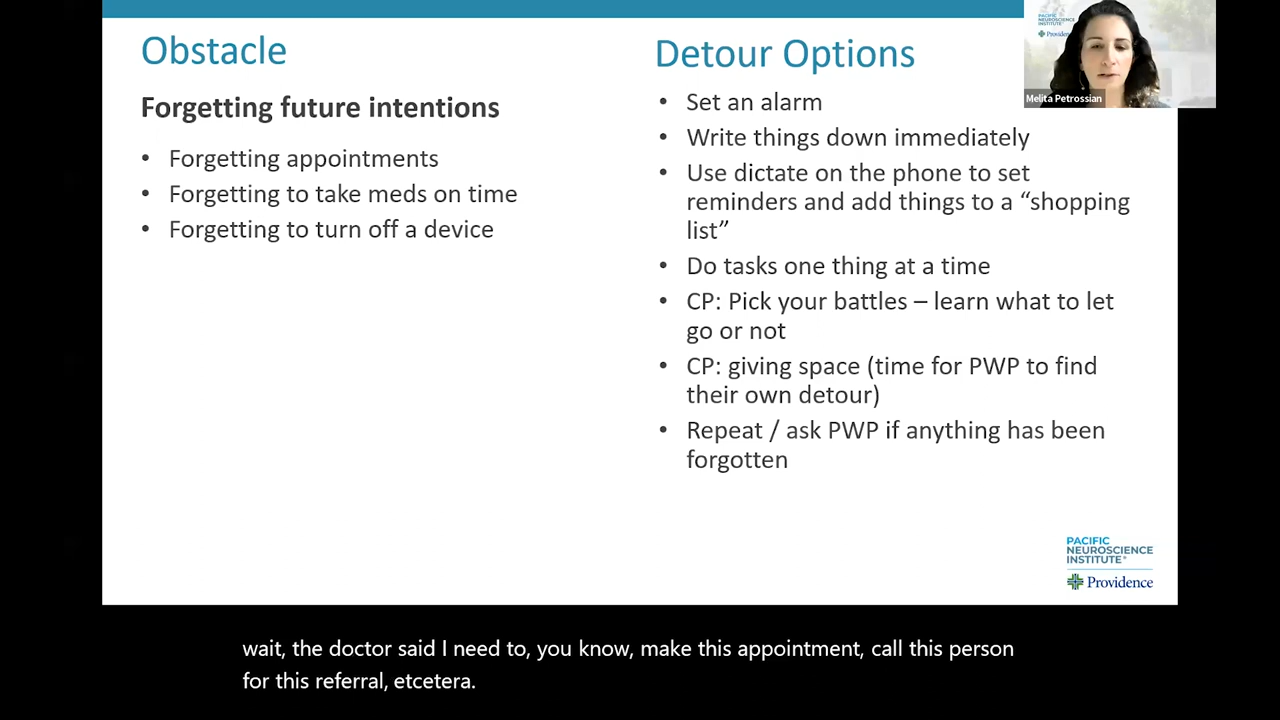 Obstacle
Forgetting future intentions
• Forgetting appointments
• Forgetting to take meds on time
• Forgetting to turn off a device
Detour Options
• Set an alarm
• Write things down immediately
• Use dictate on the phone to set
reminders and add things to a “shopping
list”
• Do tasks one thing at a time
• CP: Pick your battles – learn what to let
go or not
• CP: giving space (time for PWP to find
their own detour)
• Repeat / ask PWP if anything has been
forgotten
PACIFIC
NEUROSCIENCE
INSTITUTE
Melita Petrossian
PACIFIC
NEUROSCIENCE
INSTITUTE®
Providence
wait, the doctor said I need to, you know, make this appointment, call this person
for this referral, etcetera.